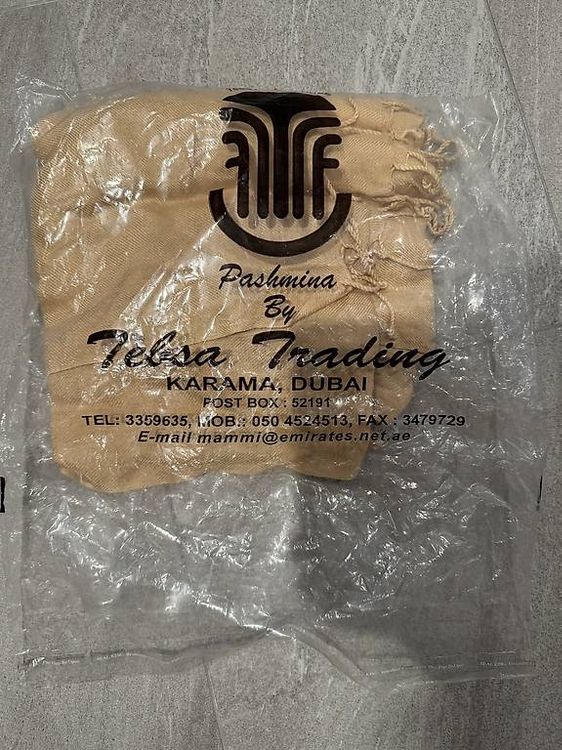 Pashmina
By
Tebsa Trading
KARAMA, DUBAI
POST BOX : 52191
TEL: 3359635, MOB.: 050 4524513, FAX : 3479729
E-mail mammi@emirates.net.ae